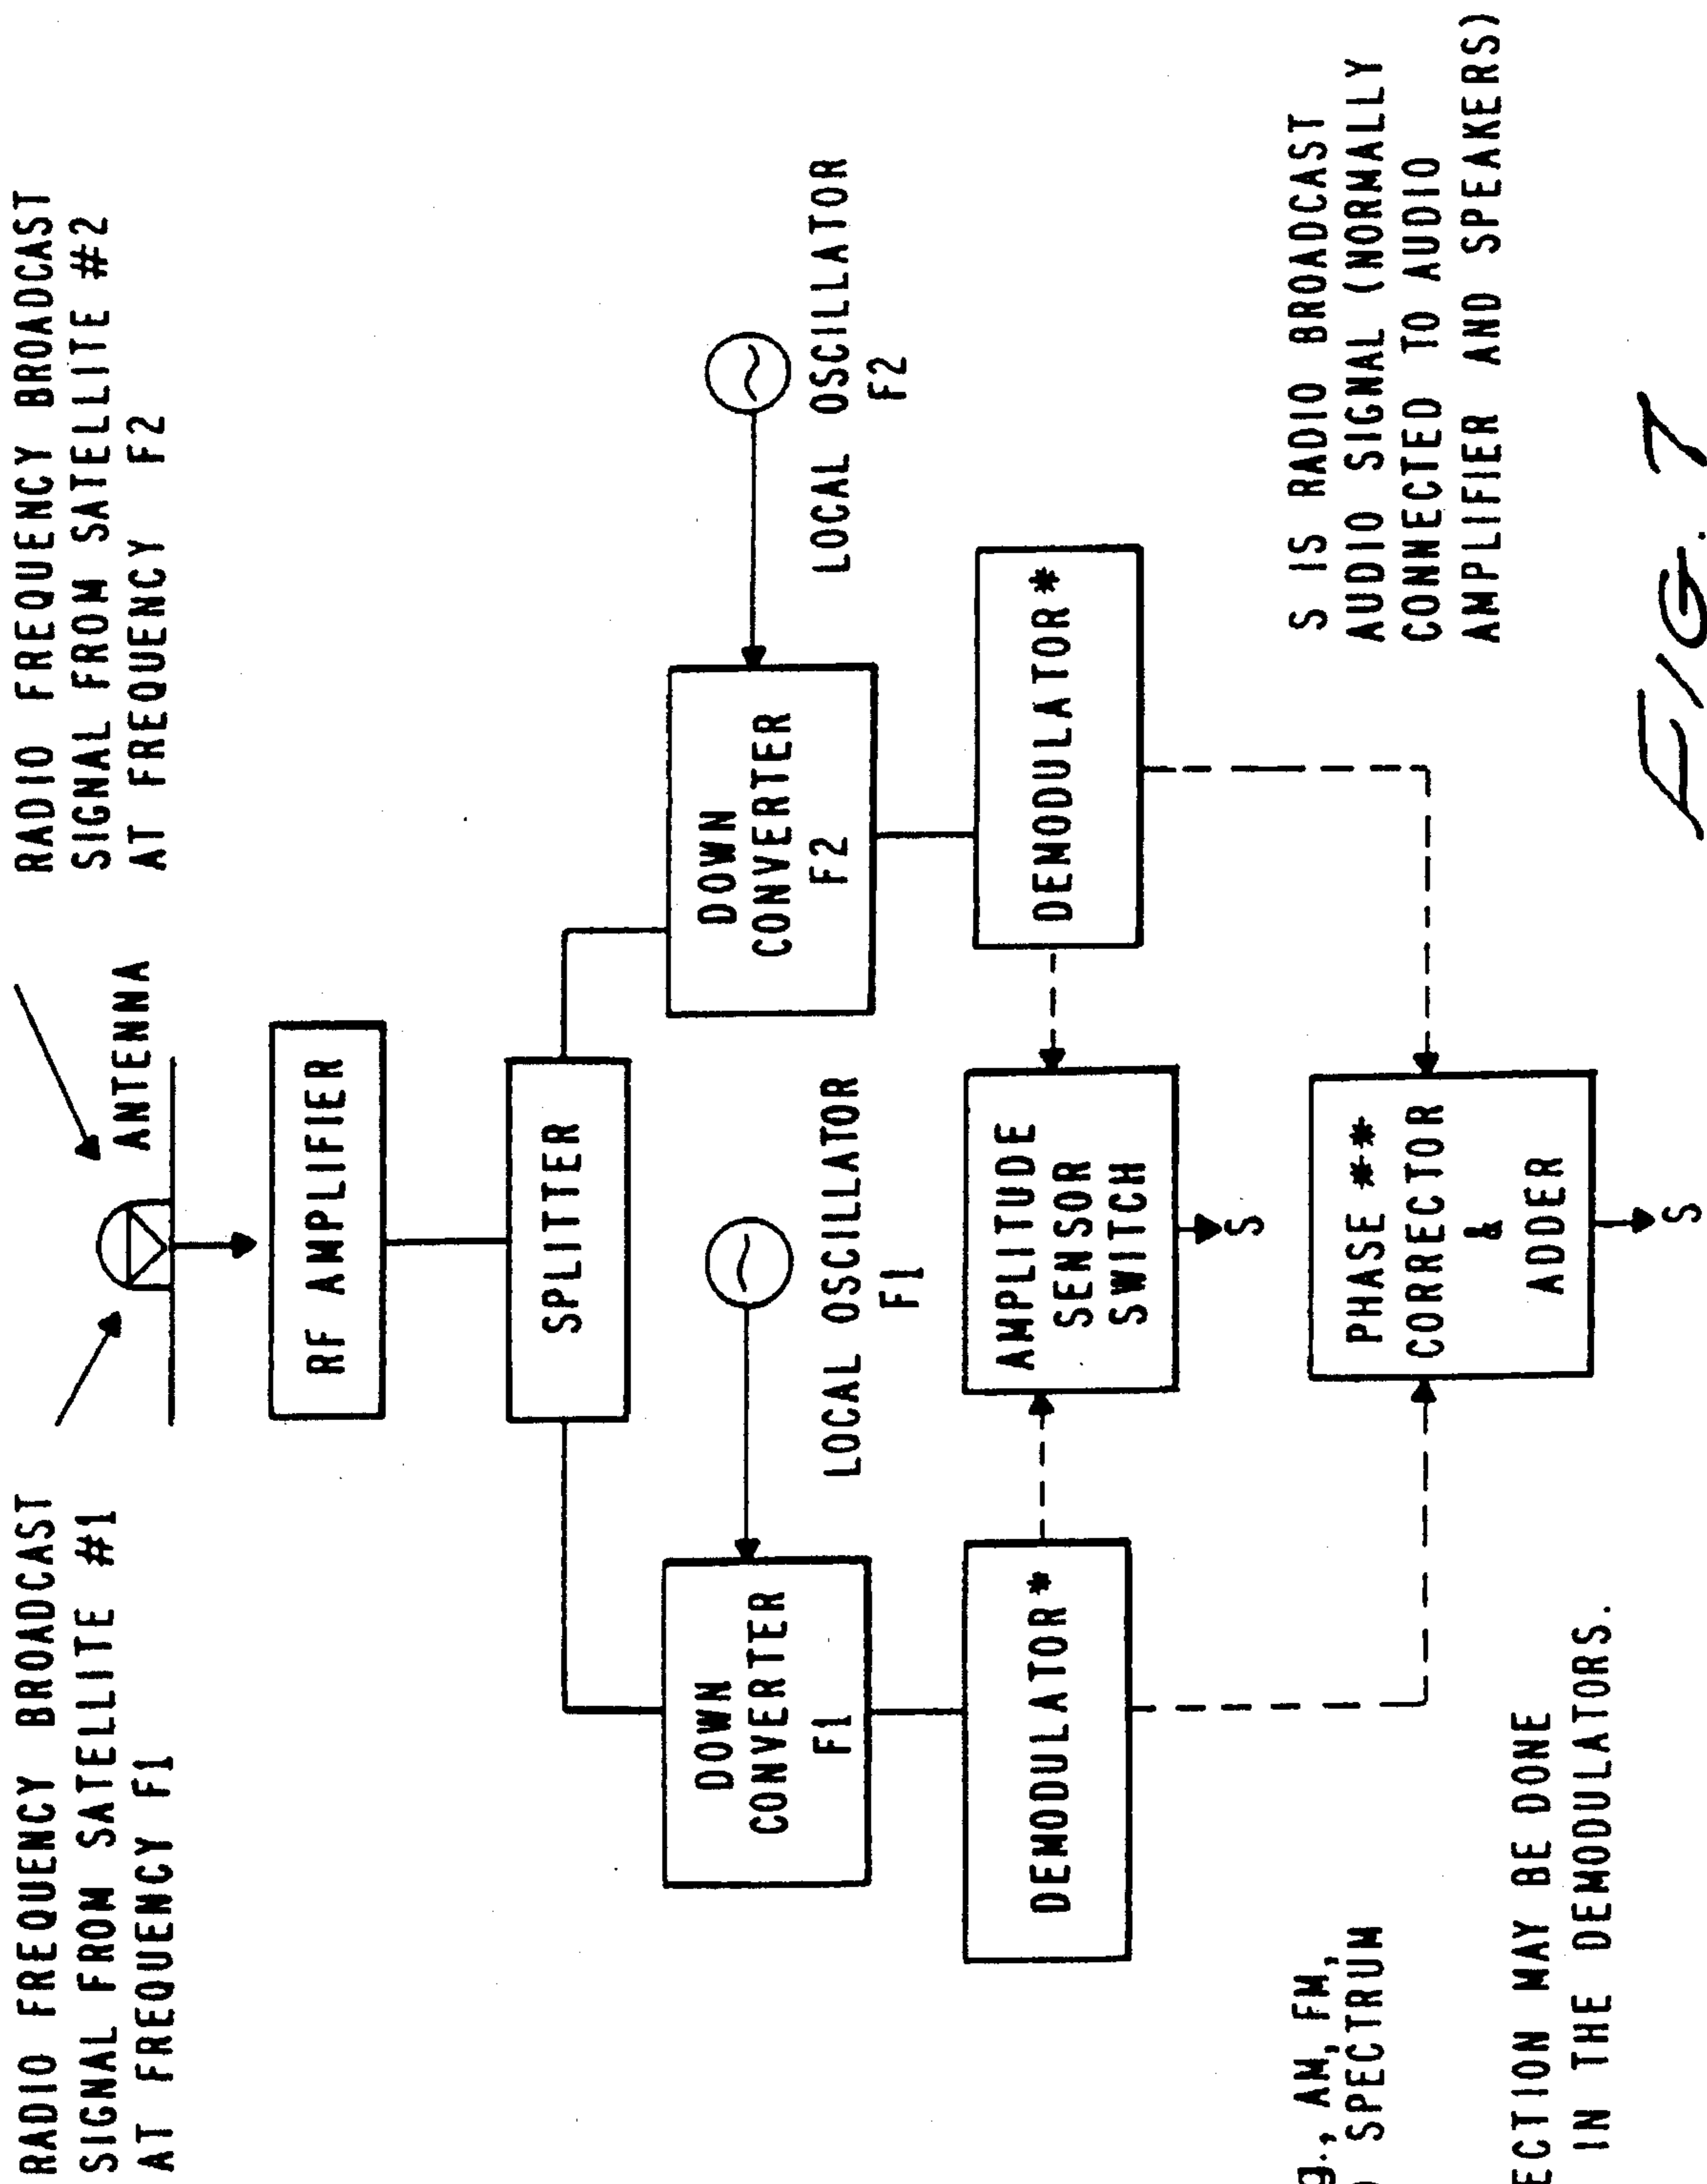 RADIO FREQUENCY BROADCAST
SIGNAL FROM SATELLITE #1
AT FREQUENCY F1
RADIO FREQUENCY BROADCAST
SIGNAL FROM SATELLITE #2
AT FREQUENCY F2
ANTENNA
RF AMPLIFIER
SPLITTER
DOWN
CONVERTER
F1
LOCAL OSCILLATOR
F1
DOWN
CONVERTER
F2
LOCAL OSCILLATOR
F2
DEMODULATOR*
AMPLITUDE
SENSOR
SWITCH
S
DEMODULATOR*
PHASE **
CORRECTOR
&
ADDER
S
g., AM, FM,
SPECTRUM
ECTION MAY BE DONE
IN THE DEMODULATORS.
S IS RADIO BROADCAST
AUDIO SIGNAL (NORMALLY
CONNECTED TO AUDIO
AMPLIFIER AND SPEAKERS)
FIG. 7